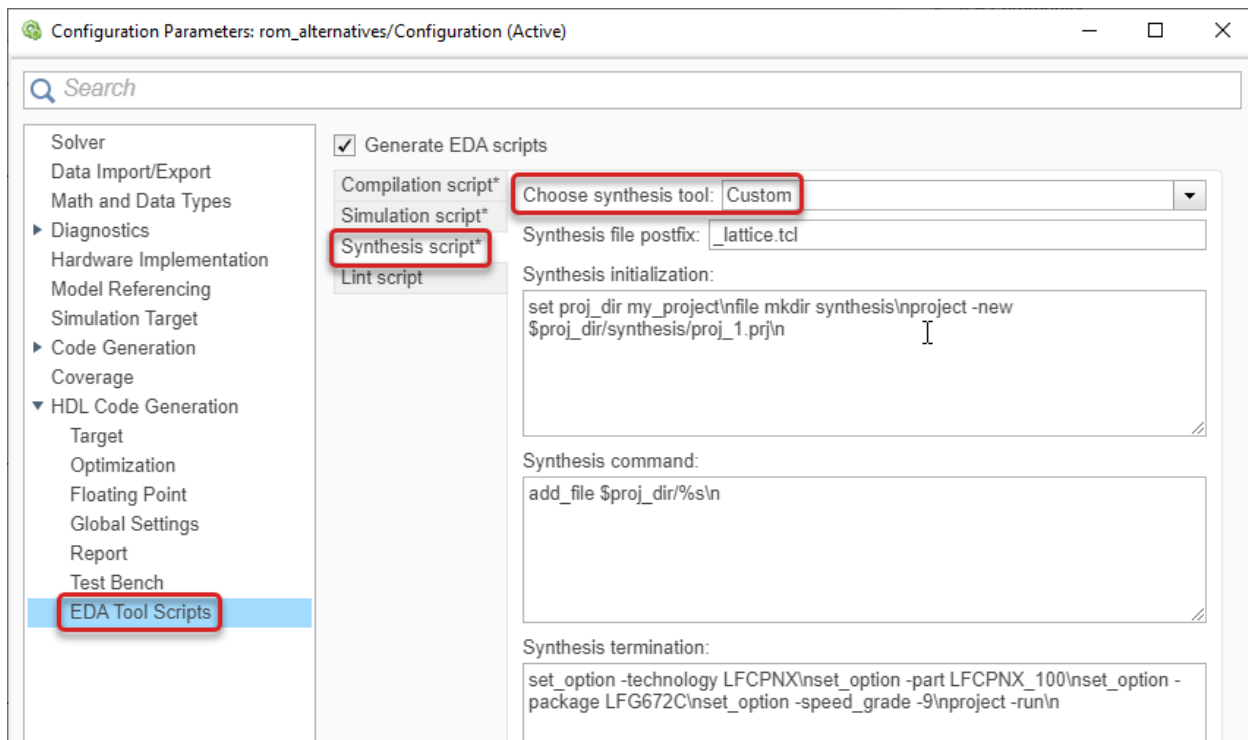 Configuration Parameters: rom_alternatives/Configuration (Active)
Search
Solver
Data Import/Export
Math and Data Types
Diagnostics
Hardware Implementation
Model Referencing
Simulation Target
Code Generation
Coverage
HDL Code Generation
Target
Optimization
Floating Point
Global Settings
Report
Test Bench
EDA Tool Scripts
Generate EDA scripts
Compilation script*
Simulation script*
Synthesis script*
Lint script
Choose synthesis tool: Custom
Synthesis file postfix: _lattice.tcl
Synthesis initialization:
set proj_dir my_project\nfile mkdir synthesis\nproject -new
$proj_dir/synthesis/proj_1.prj\n
Synthesis command:
add_file $proj_dir/%s\n
Synthesis termination:
set_option -technology LFCPNX\nset_option -part LFCPNX_100\nset_option -
package LFG672C\nset_option -speed_grade -9\nproject -run\n